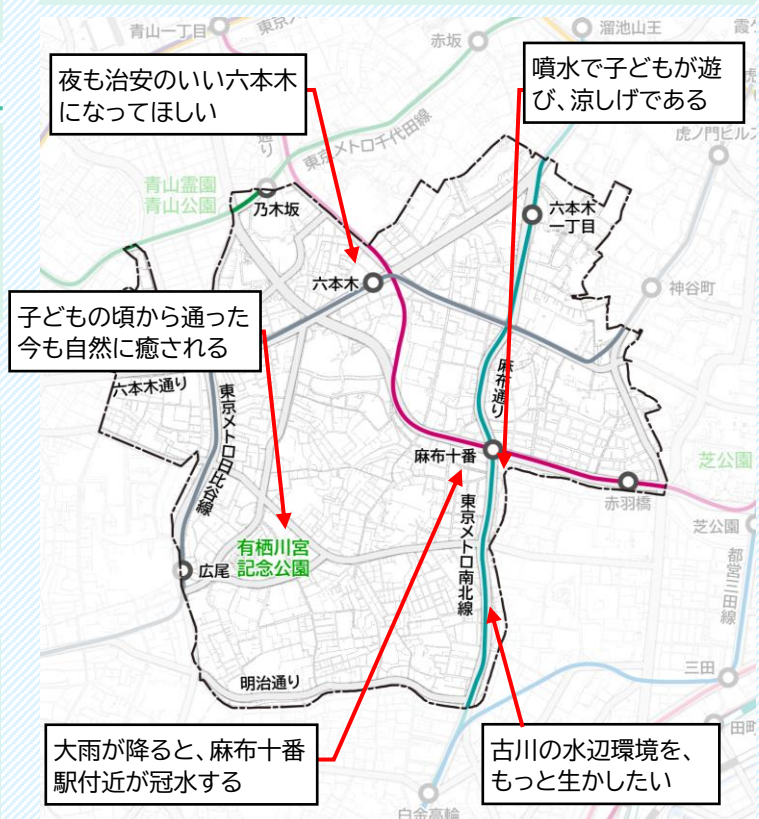 青山一丁目
溜池山王
赤坂
夜も治安のいい六本木
になってほしい
噴水で子どもが遊
び、涼しげである
通り
東京メトロ千代田線
虎ノ門ヒルズ
青山霊園
青山公園
乃木坂
六本木
一丁目
六本木
神谷町
子どもの頃から通った
今も自然に癒される
麻布通り
六本木通り
東京メトロ日比谷線
麻布十番
芝公園
赤羽橋
東京メトロ南北線
芝公園
有栖川宮
記念公園
広尾
都営三田線
三田
明治通り
大雨が降ると、麻布十番
駅付近が冠水する
古川の水辺環境を、
もっと生かしたい
田町
白金高輪